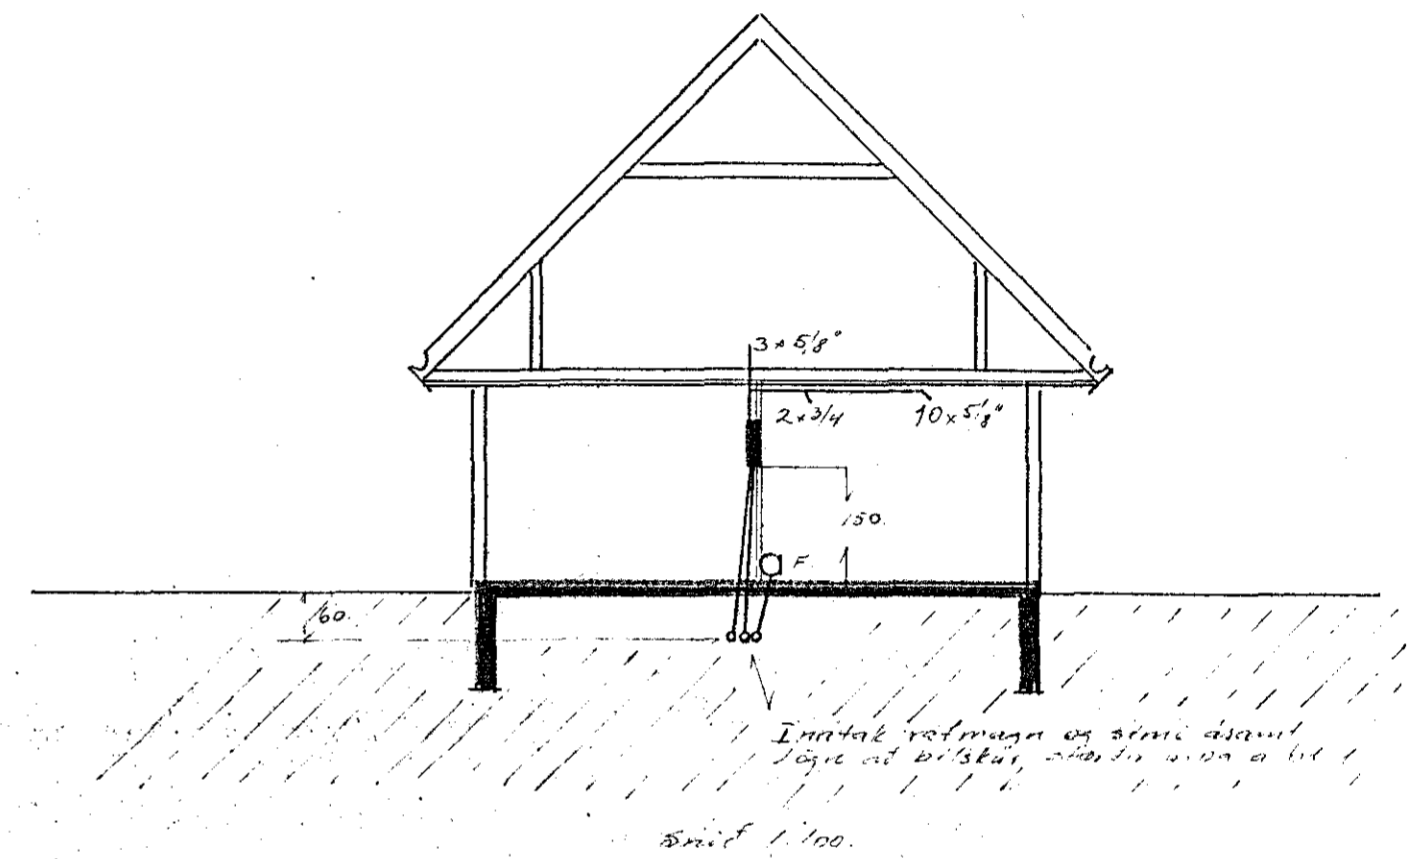 3 x 5/8"
2 x 3/4
10 x 5/8"
150.
F.
60.
Inntak rafmagn og sími ásamt
lögn að bílskúr,
Snið 1:100.